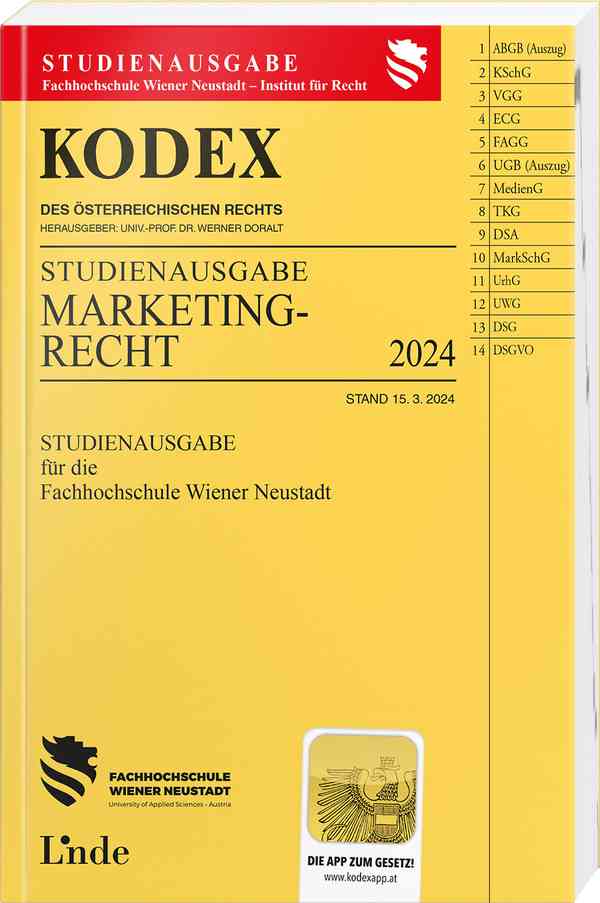 STUDIENAUSGABE
Fachhochschule Wiener Neustadt – Institut für Recht
KODEX
DES ÖSTERREICHISCHEN RECHTS
HERAUSGEBER: UNIV.-PROF. DR. WERNER DORALT
STUDIENAUSGABE
MARKETING-
RECHT 2024
STAND 15. 3. 2024
STUDIENAUSGABE
für die
Fachhochschule Wiener Neustadt
1 ABGB (Auszug)
2 KSchG
3 VGG
4 ECG
5 FAGG
6 UGB (Auszug)
7 MedienG
8 TKG
9 DSA
10 MarkSchG
11 UrhG
12 UWG
13 DSG
14 DSGVO
FACHHOCHSCHULE
WIENER NEUSTADT
University of Applied Sciences - Austria
Linde
DIE APP ZUM GESETZ!
www.kodexapp.at